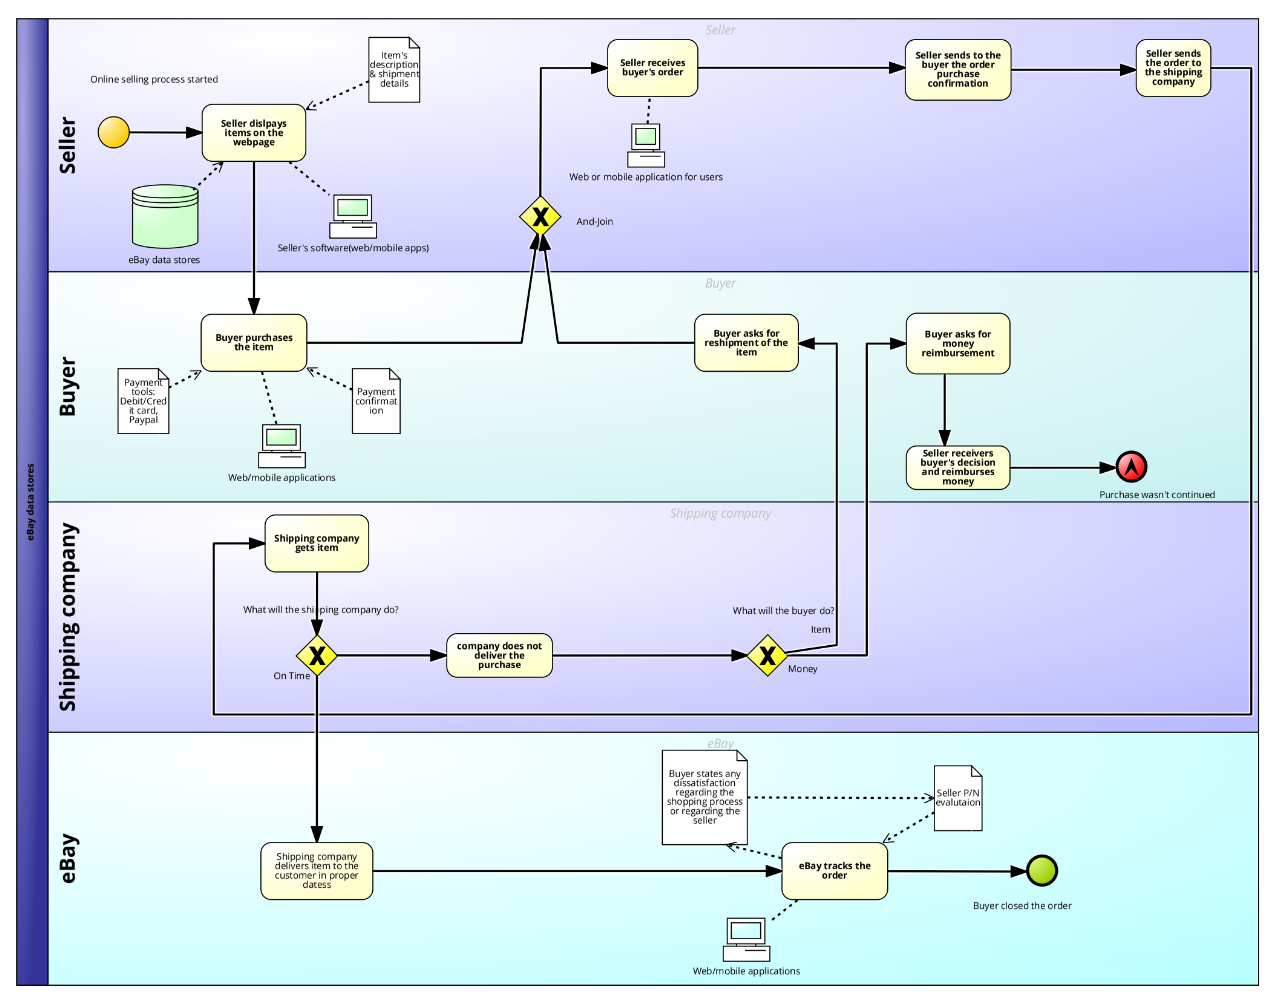 eBay data stores
Seller
Seller
Online selling process started
Item's
description
& shipment
details
Seller dislpays
items on the
webpage
eBay data stores
Seller's software(web/mobile apps)
Seller receives
buyer's order
Web or mobile application for users
X
And-Join
Seller sends to the
buyer the order
purchase
confirmation
Seller sends
the order to
the shipping
company
Buyer
Buyer
Buyer purchases
the item
Payment
tools:
Debit/Cred
it card,
Paypal
Payment
confirmat
ion
Web/mobile applications
Buyer asks for
reshipment of the
item
Buyer asks for
money
reimbursement
Seller receivers
buyer's decision
and reimburses
money
Purchase wasn't continued
Shipping company
Shipping company
Shipping company
gets item
What will the shipping company do?
X
On Time
company does not
deliver the
purchase
What will the buyer do?
Item
X
Money
eBay
eBay
Buyer states any
dissatisfaction
regarding the
shopping process
or regarding the
seller
Seller P/N
evalutaion
Shipping company
delivers item to the
customer in proper
datess
eBay tracks the
order
Buyer closed the order
Web/mobile applications